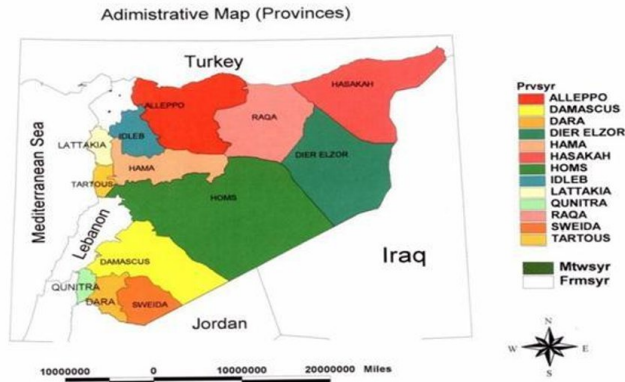 Adimistrative Map (Provinces)
Turkey
HASAKAH
ALLEPPO
RAQA
IDLEB
LATTAKIA
DIER ELZOR
HAMA
TARTOUS
HOMS
Mediterranean Sea
Lebanon
Iraq
DAMASCUS
QUNITRA
DARA
SWEIDA
Jordan
Prvsyr
ALLEPPO
DAMASCUS
DARA
DIER ELZOR
HAMA
HASAKAH
HOMS
IDLEB
LATTAKIA
QUNITRA
RAQA
SWEIDA
TARTOUS
Mtwsyr
Frmsyr
N
W E
S
10000000 0 10000000 20000000 Miles